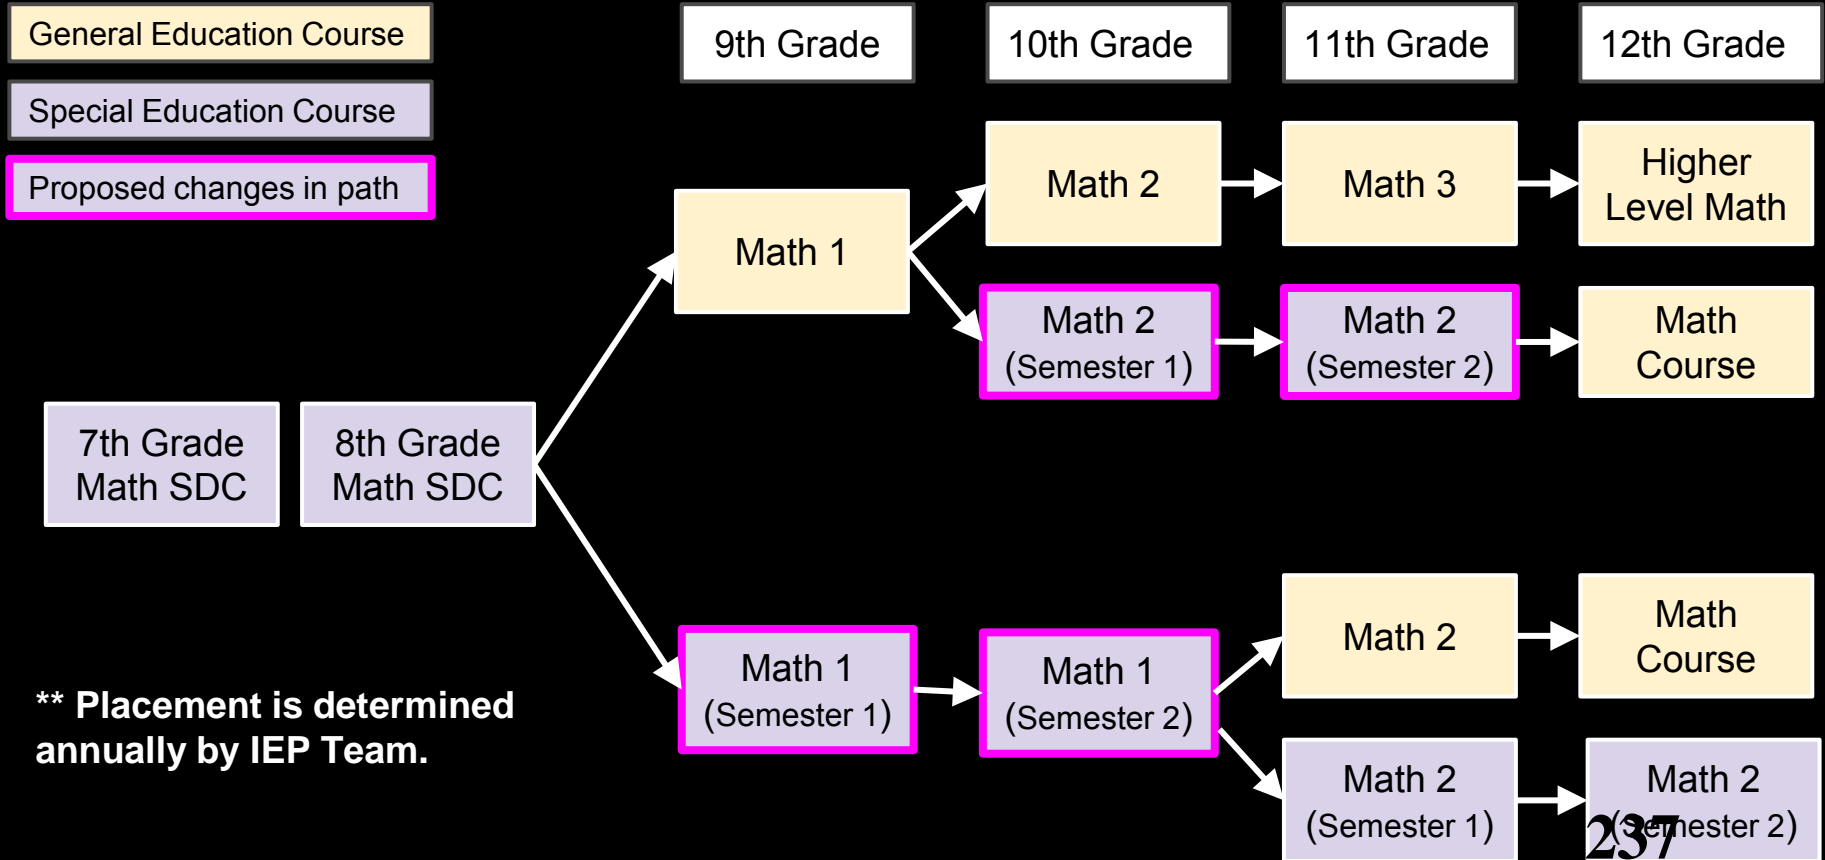 General Education Course
Special Education Course
Proposed changes in path
9th Grade
10th Grade
11th Grade
12th Grade
Math 2
Math 3
Higher
Level Math
Math 1
Math 2
(Semester 1)
Math 2
(Semester 2)
Math
Course
7th Grade
Math SDC
8th Grade
Math SDC
Math 1
(Semester 1)
Math 1
(Semester 2)
Math 2
Math
Course
Math 2
(Semester 1)
Math 2
(Semester 2)
** Placement is determined
annually by IEP Team.
237